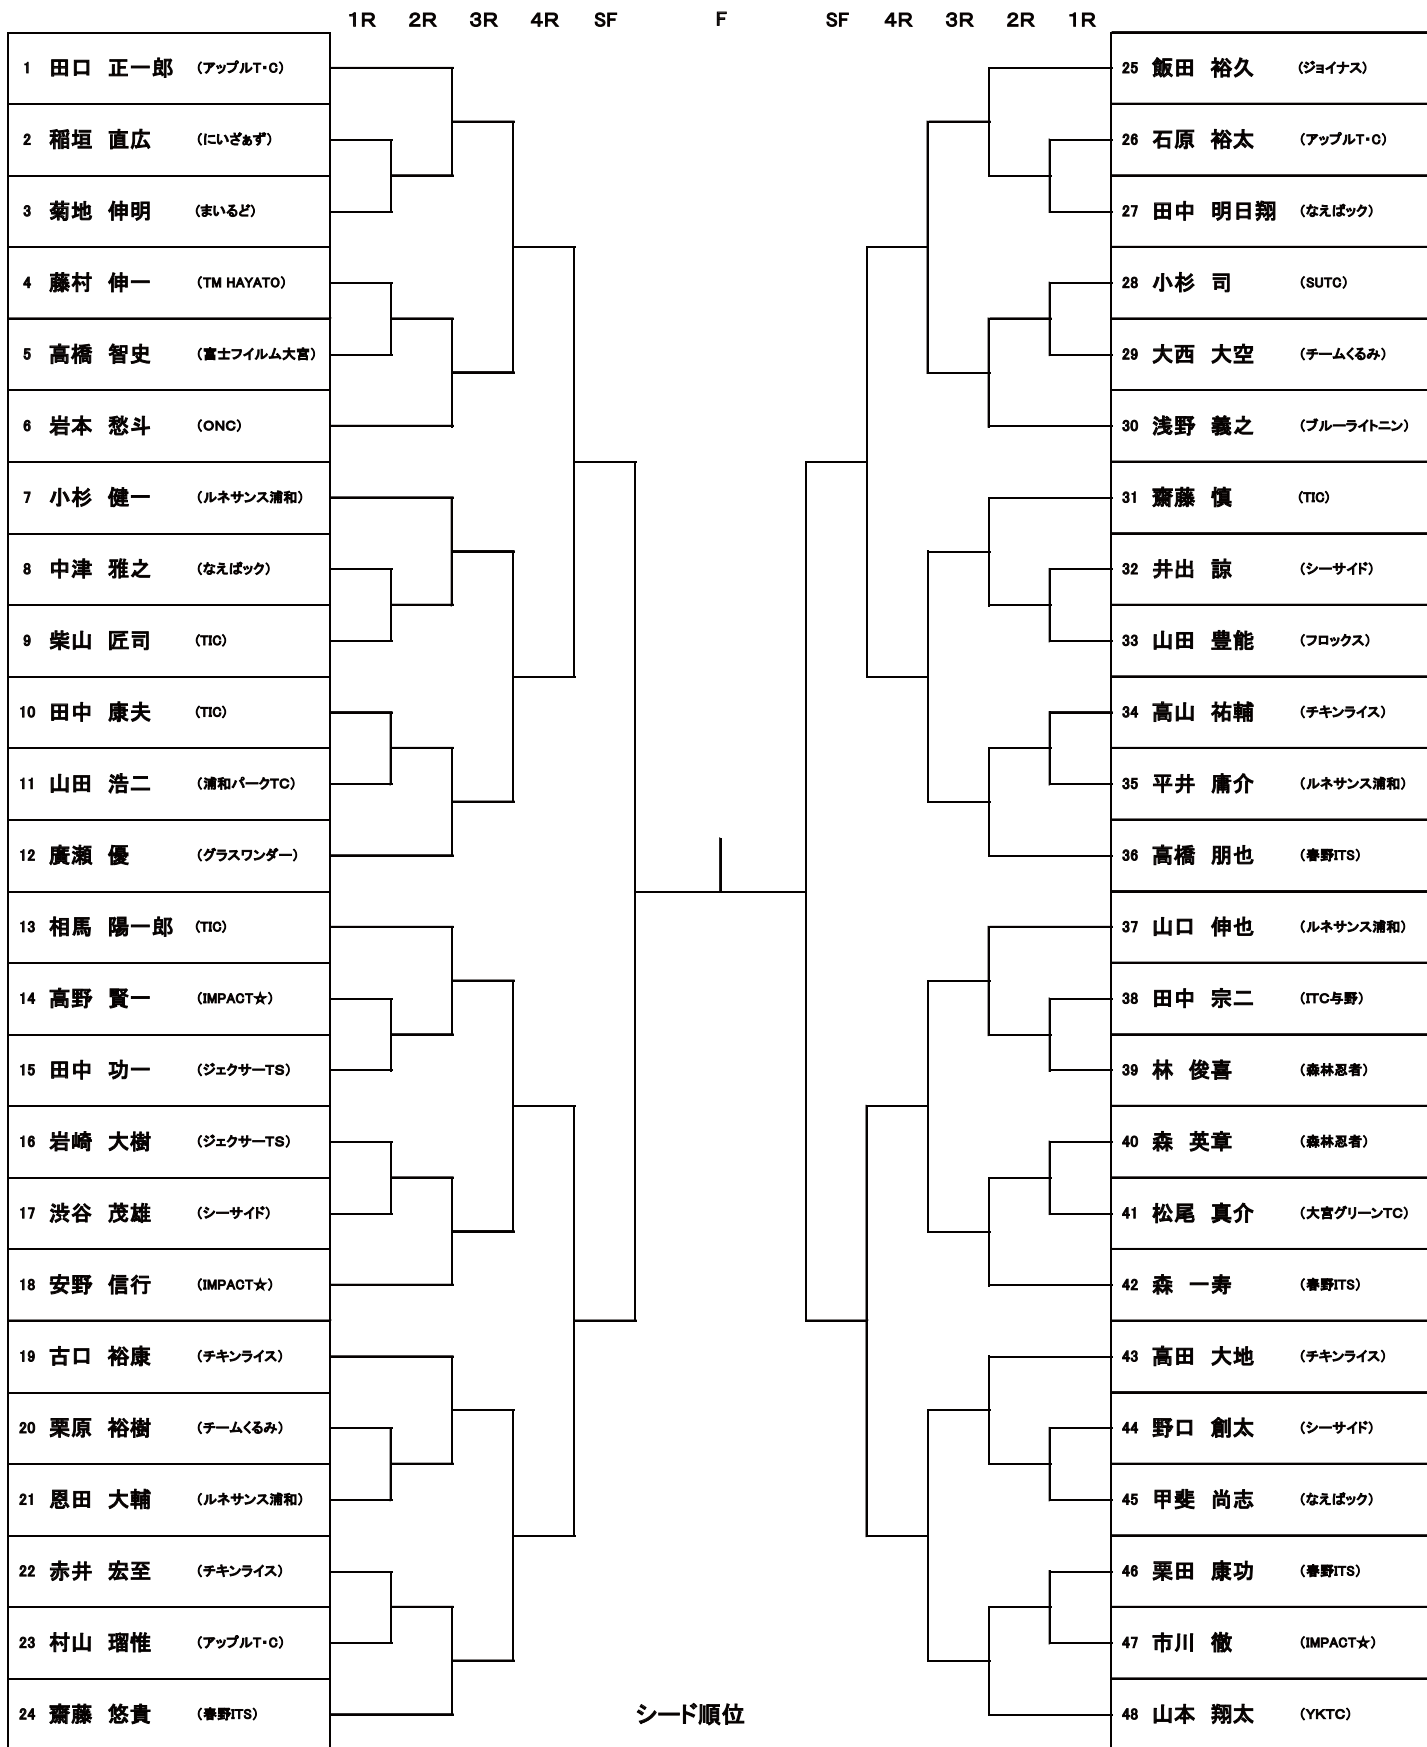 1R 2R 3R 4R SF F SF 4R 3R 2R 1R
1 田口 正一郎 (アップルT・C)
2 稲垣 直広 (にいざぁず)
3 菊地 伸明 (まいるど)
4 藤村 伸一 (TM HAYATO)
5 高橋 智史 (富士フイルム大宮)
6 岩本 愁斗 (ONC)
7 小杉 健一 (ルネサンス浦和)
8 中津 雅之 (なえぱック)
9 柴山 匠司 (TIC)
10 田中 康夫 (TIC)
11 山田 浩二 (浦和パークTC)
12 廣瀬 優 (グラスワンダー)
13 相馬 陽一郎 (TIC)
14 高野 賢一 (IMPACT☆)
15 田中 功一 (ジェクサーTS)
16 岩崎 大樹 (ジェクサーTS)
17 渋谷 茂雄 (シーサイド)
18 安野 信行 (IMPACT☆)
19 古口 裕康 (チキンライス)
20 栗原 裕樹 (チームくるみ)
21 恩田 大輔 (ルネサンス浦和)
22 赤井 宏至 (チキンライス)
23 村山 瑠惟 (アップルT・C)
24 齋藤 悠貴 (春野ITS)
25 飯田 裕久 (ジョイナス)
26 石原 裕太 (アップルT・C)
27 田中 明日翔 (なえぱック)
28 小杉 司 (SUTC)
29 大西 大空 (チームくるみ)
30 浅野 義之 (ブルーライトニン)
31 齋藤 慎 (TIC)
32 井出 諒 (シーサイド)
33 山田 豊能 (フロックス)
34 高山 祐輔 (チキンライス)
35 平井 庸介 (ルネサンス浦和)
36 高橋 朋也 (春野ITS)
37 山口 伸也 (ルネサンス浦和)
38 田中 宗二 (ITC与野)
39 林 俊喜 (森林忍者)
40 森 英章 (森林忍者)
41 松尾 真介 (大宮グリーンTC)
42 森 一寿 (春野ITS)
43 高田 大地 (チキンライス)
44 野口 創太 (シーサイド)
45 甲斐 尚志 (なえぱック)
46 栗田 康功 (春野ITS)
47 市川 徹 (IMPACT☆)
48 山本 翔太 (YKTC)
シード順位